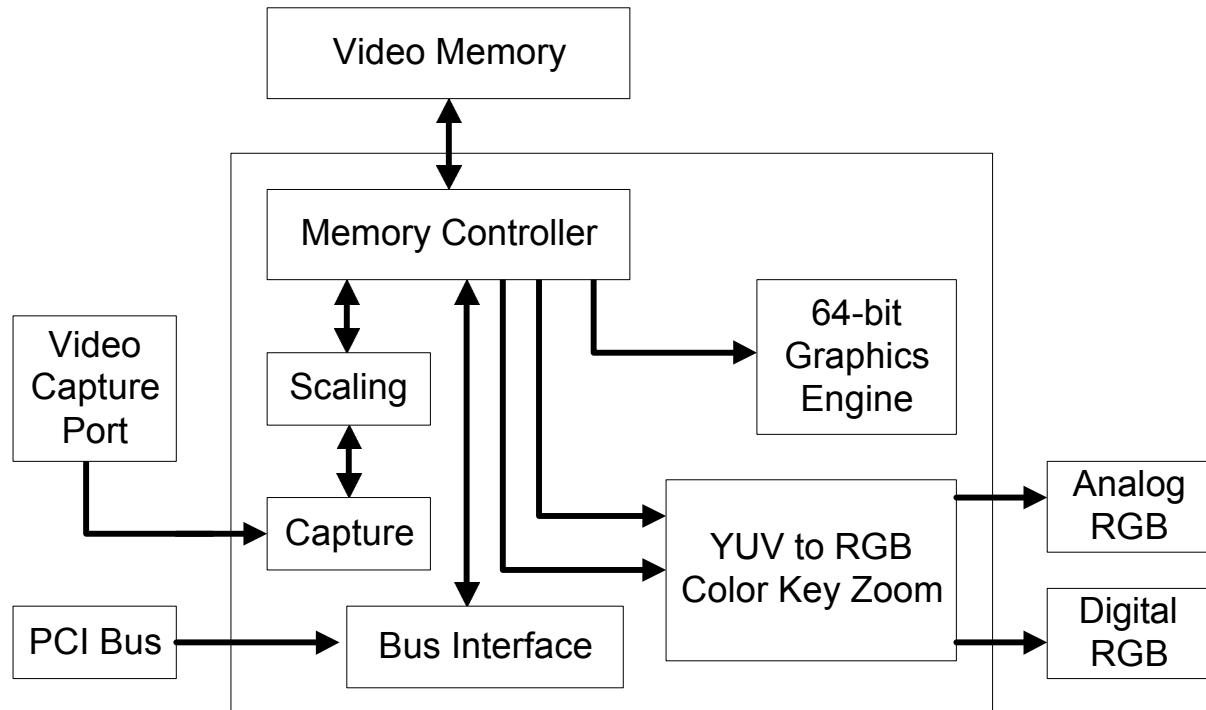 Video Memory
Memory Controller
64-bit
Graphics
Engine
Video
Capture
Port
Scaling
Capture
YUV to RGB
Color Key Zoom
Analog
RGB
PCI Bus
Bus Interface
Digital
RGB